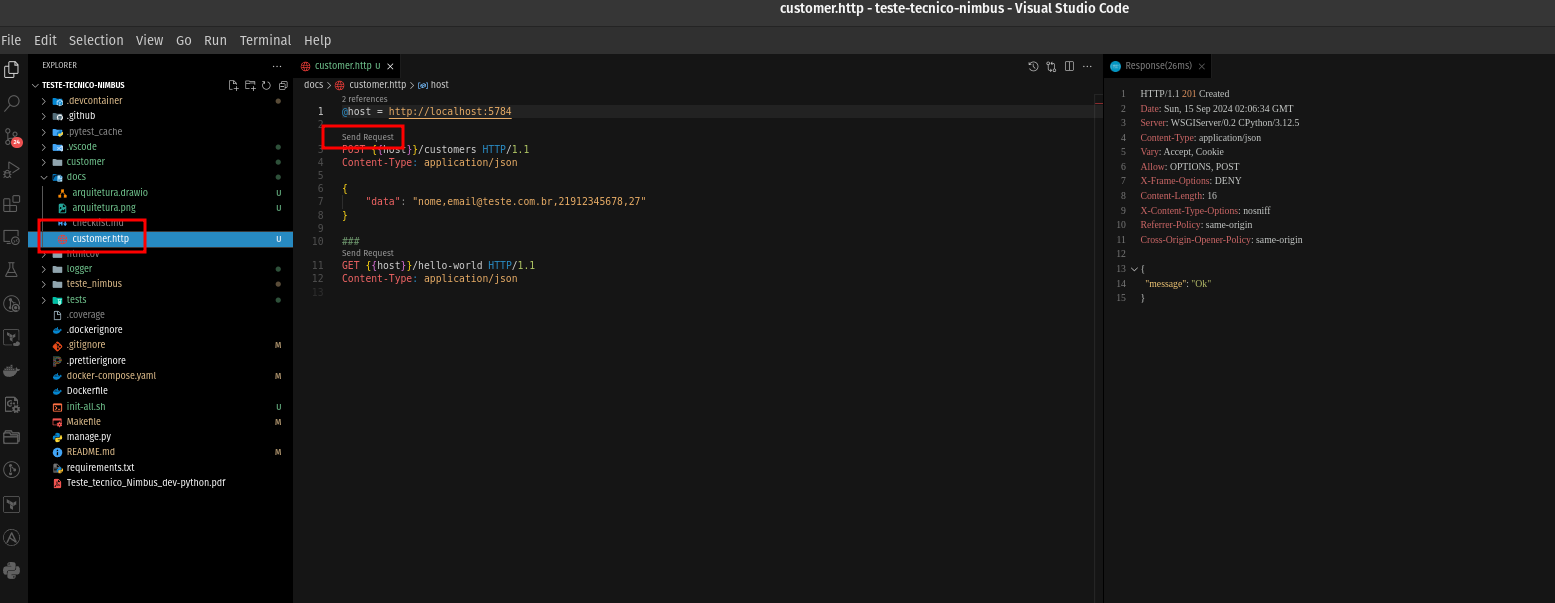 customer.http - teste-tecnico-nimbus - Visual Studio Code
File Edit Selection View Go Run Terminal Help
EXPLORER ...
TESTE-TECNICO-NIMBUS
.devcontainer
.github
.pytest_cache
.vscode
customer
docs
arquitetura.drawio U
arquitetura.png U
checklist.md
customer.http U
htmlcov
logger
teste_nimbus
tests
.coverage
.dockerignore
.gitignore M
.prettierignore
docker-compose.yaml M
Dockerfile
init-all.sh U
Makefile M
manage.py
README.md M
requirements.txt
Teste_tecnico_Nimbus_dev-python.pdf
24
customer.http U ×
docs > customer.http > host
2 references
1 @host = http://localhost:5784
2
Send Request
3 POST {{host}}/customers HTTP/1.1
4 Content-Type: application/json
5
6 {
7 "data": "nome,email@teste.com.br,21912345678,27"
8 }
9
10 ###
Send Request
11 GET {{host}}/hello-world HTTP/1.1
12 Content-Type: application/json
13
Response(26ms) ×
1 HTTP/1.1 201 Created
2 Date: Sun, 15 Sep 2024 02:06:34 GMT
3 Server: WSGIServer/0.2 CPython/3.12.5
4 Content-Type: application/json
5 Vary: Accept, Cookie
6 Allow: OPTIONS, POST
7 X-Frame-Options: DENY
8 Content-Length: 16
9 X-Content-Type-Options: nosniff
10 Referrer-Policy: same-origin
11 Cross-Origin-Opener-Policy: same-origin
12
13 {
14 "message": "Ok"
15 }